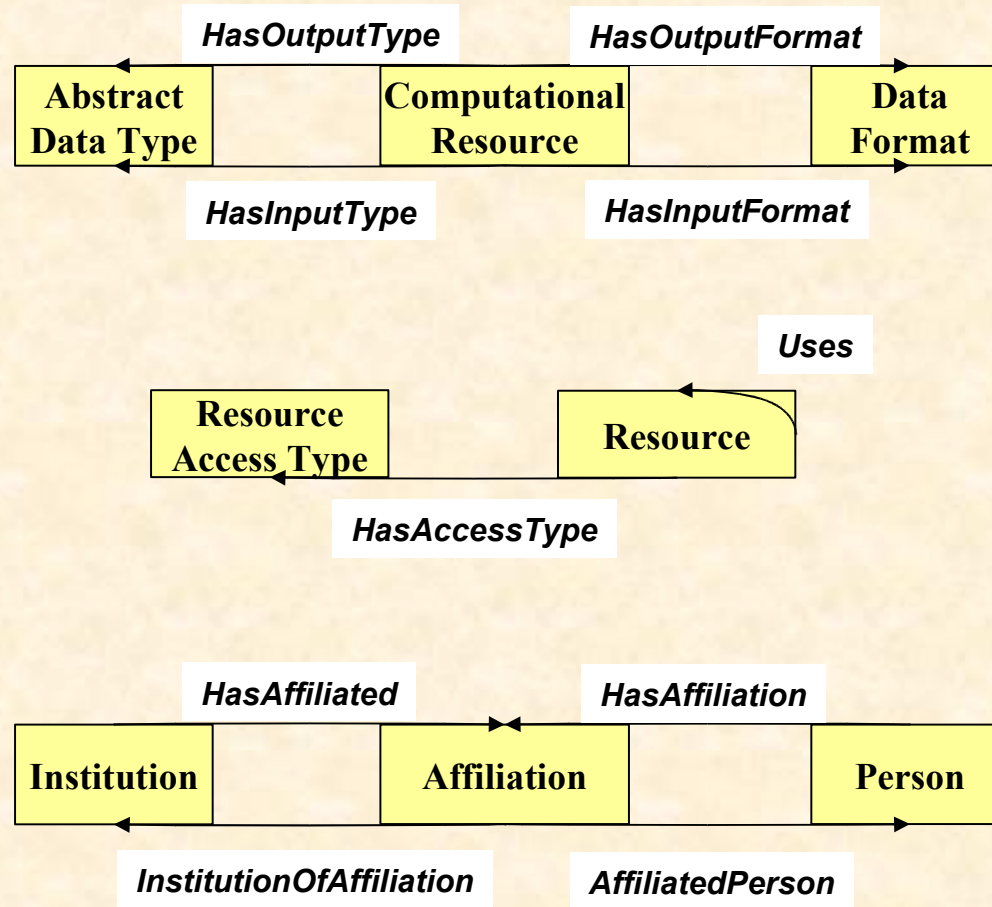 HasOutputType
HasOutputFormat
Abstract
Data Type
Computational
Resource
Data
Format
HasInputType
HasInputFormat
Uses
Resource
Access Type
Resource
HasAccessType
HasAffiliated
HasAffiliation
Institution
Affiliation
Person
InstitutionOfAffiliation
AffiliatedPerson